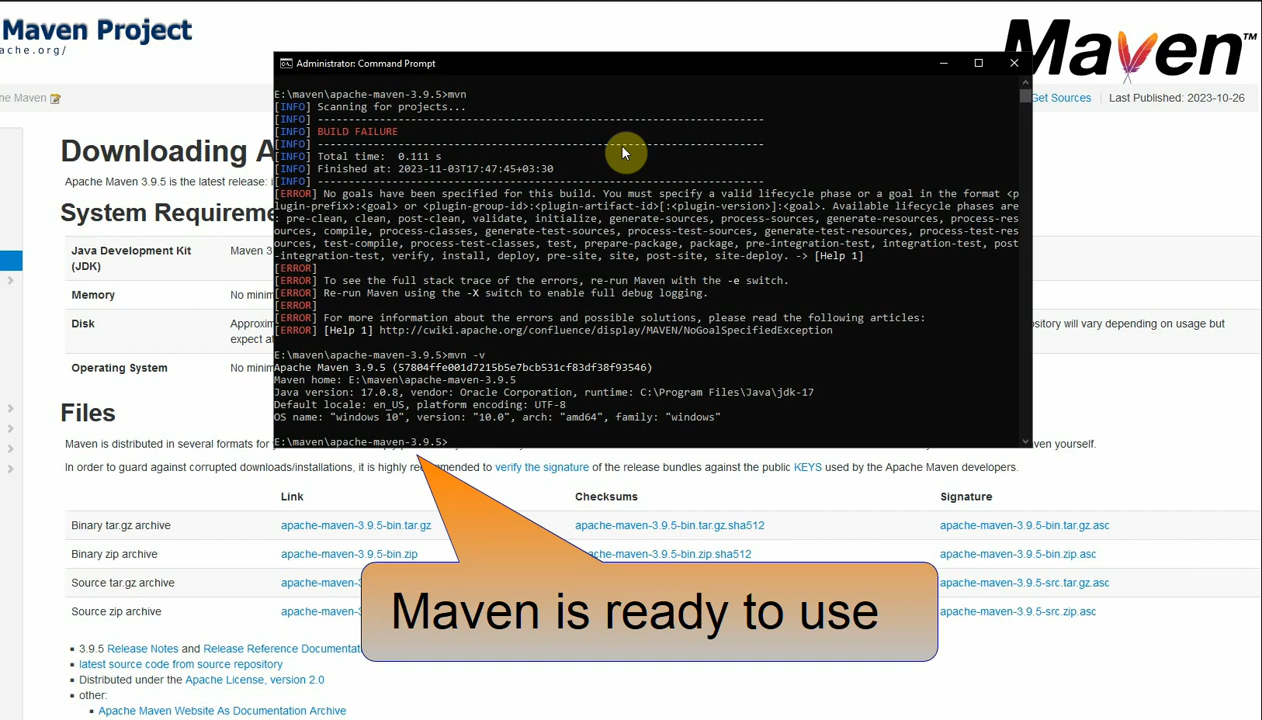 Maven Project
ache.org/
Maven™
he Maven
Get Sources
Last Published: 2023-10-26
Administrator: Command Prompt
E:\maven\apache-maven-3.9.5>mvn
[INFO] Scanning for projects...
[INFO] ------------------------------------------------------------------------
[INFO] BUILD FAILURE
[INFO] ------------------------------------------------------------------------
[INFO] Total time:  0.111 s
[INFO] Finished at: 2023-11-03T17:47:45+03:30
[INFO] ------------------------------------------------------------------------
[ERROR] No goals have been specified for this build. You must specify a valid lifecycle phase or a goal in the format <p
lugin-prefix>:<goal> or <plugin-group-id>:<plugin-artifact-id>[:<plugin-version>]:<goal>. Available lifecycle phases are
: pre-clean, clean, post-clean, validate, initialize, generate-sources, process-sources, generate-resources, process-res
ources, compile, process-classes, generate-test-sources, process-test-sources, generate-test-resources, process-test-res
ources, test-compile, process-test-classes, test, prepare-package, package, pre-integration-test, integration-test, post
-integration-test, verify, install, deploy, pre-site, site, post-site, site-deploy. -> [Help 1]
[ERROR]
[ERROR] To see the full stack trace of the errors, re-run Maven with the -e switch.
[ERROR] Re-run Maven using the -X switch to enable full debug logging.
[ERROR]
[ERROR] For more information about the errors and possible solutions, please read the following articles:
[ERROR] [Help 1] http://cwiki.apache.org/confluence/display/MAVEN/NoGoalSpecifiedException
E:\maven\apache-maven-3.9.5>mvn -v
Apache Maven 3.9.5 (57804ffe001d7215b5e7bcb531cf83df38f93546)
Maven home: E:\maven\apache-maven-3.9.5
Java version: 17.0.8, vendor: Oracle Corporation, runtime: C:\Program Files\Java\jdk-17
Default locale: en_US, platform encoding: UTF-8
OS name: "windows 10", version: "10.0", arch: "amd64", family: "windows"
E:\maven\apache-maven-3.9.5>
Downloading A
Apache Maven 3.9.5 is the latest release:
System Requireme
Java Development Kit (JDK)
Maven 3
Memory
No minim
Disk
Approxim
ository will vary depending on usage but
expect at
Operating System
No minim
Files
Maven is distributed in several formats for
ven yourself.
In order to guard against corrupted downloads/installations, it is highly recommended to verify the signature of the release bundles against the public KEYS used by the Apache Maven developers.
Link Checksums Signature
Binary tar.gz archive apache-maven-3.9.5-bin.tar.gz apache-maven-3.9.5-bin.tar.gz.sha512 apache-maven-3.9.5-bin.tar.gz.asc
Binary zip archive apache-maven-3.9.5-bin.zip apache-maven-3.9.5-bin.zip.sha512 apache-maven-3.9.5-bin.zip.asc
Source tar.gz archive apache-maven-3. apache-maven-3.9.5-src.tar.gz.asc
Source zip archive apache-maven-3. apache-maven-3.9.5-src.zip.asc
Maven is ready to use
3.9.5 Release Notes and Release Reference Documentat
latest source code from source repository
Distributed under the Apache License, version 2.0
other:
Apache Maven Website As Documentation Archive